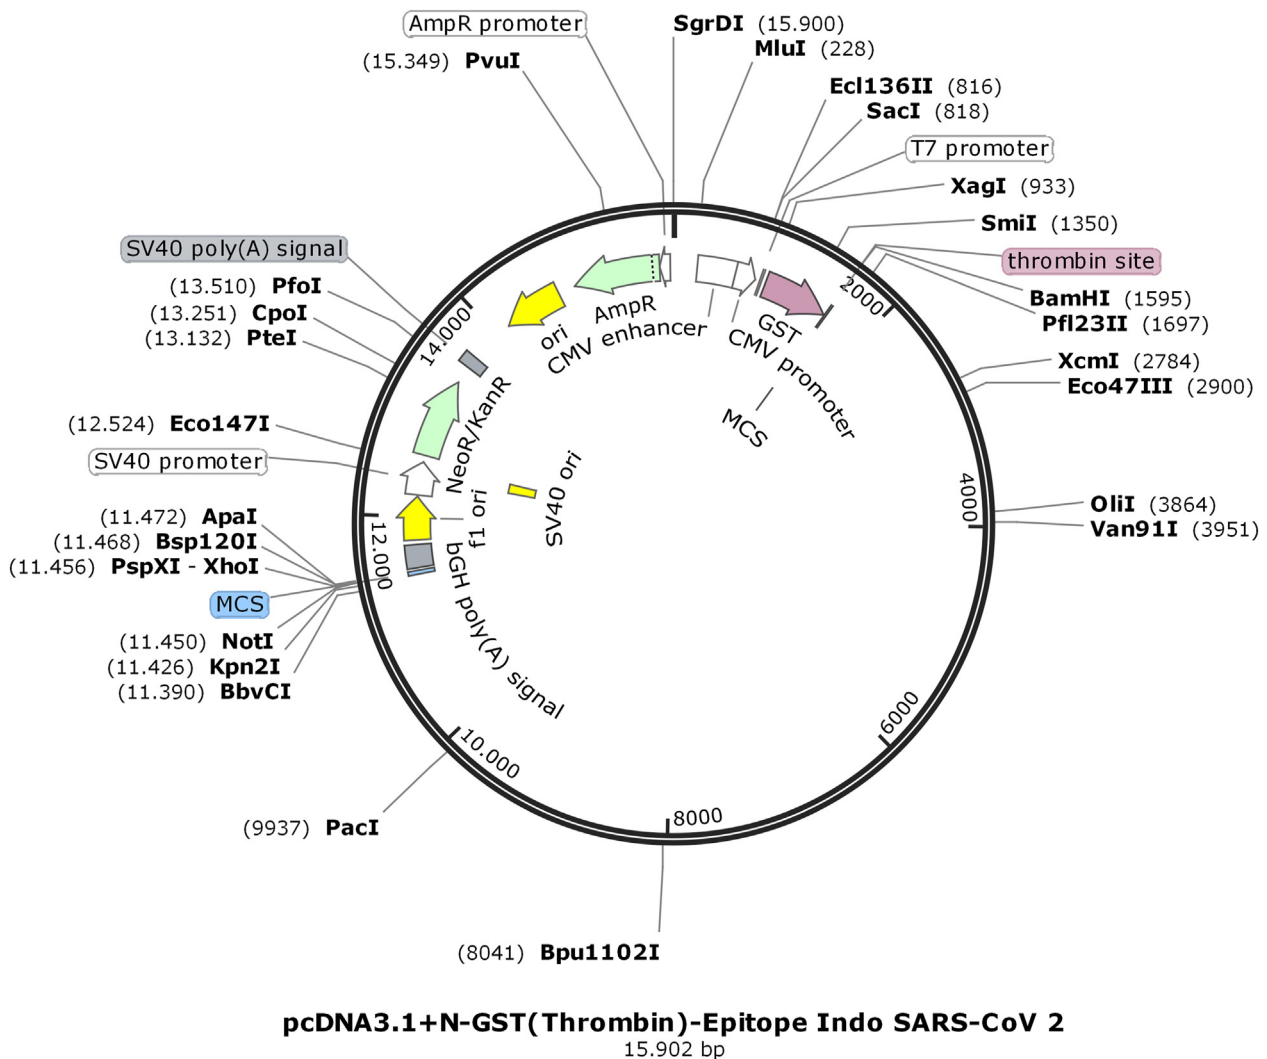 AmpR promoter
SgrDI (15.900)
(15.349) PvuI
MluI (228)
Ecl136II (816)
SacI (818)
T7 promoter
XagI (933)
SmiI (1350)
SV40 poly(A) signal
thrombin site
(13.510) PfoI
BamHI (1595)
(13.251) CpoI
Pfl23II (1697)
(13.132) PteI
XcmI (2784)
Eco47III (2900)
(12.524) Eco147I
SV40 promoter
OliI (3864)
Van91I (3951)
(11.472) ApaI
(11.468) Bsp120I
(11.456) PspXI - XhoI
MCS
(11.450) NotI
(11.426) Kpn2I
(11.390) BbvCI
(9937) PacI
(8041) Bpu1102I
2000
4000
6000
8000
10.000
12.000
14.000
AmpR
ori
CMV enhancer
CMV promoter
GST
MCS
NeoR/KanR
SV40 ori
f1 ori
bGH poly(A) signal
pcDNA3.1+N-GST(Thrombin)-Epitope Indo SARS-CoV 2
15.902 bp